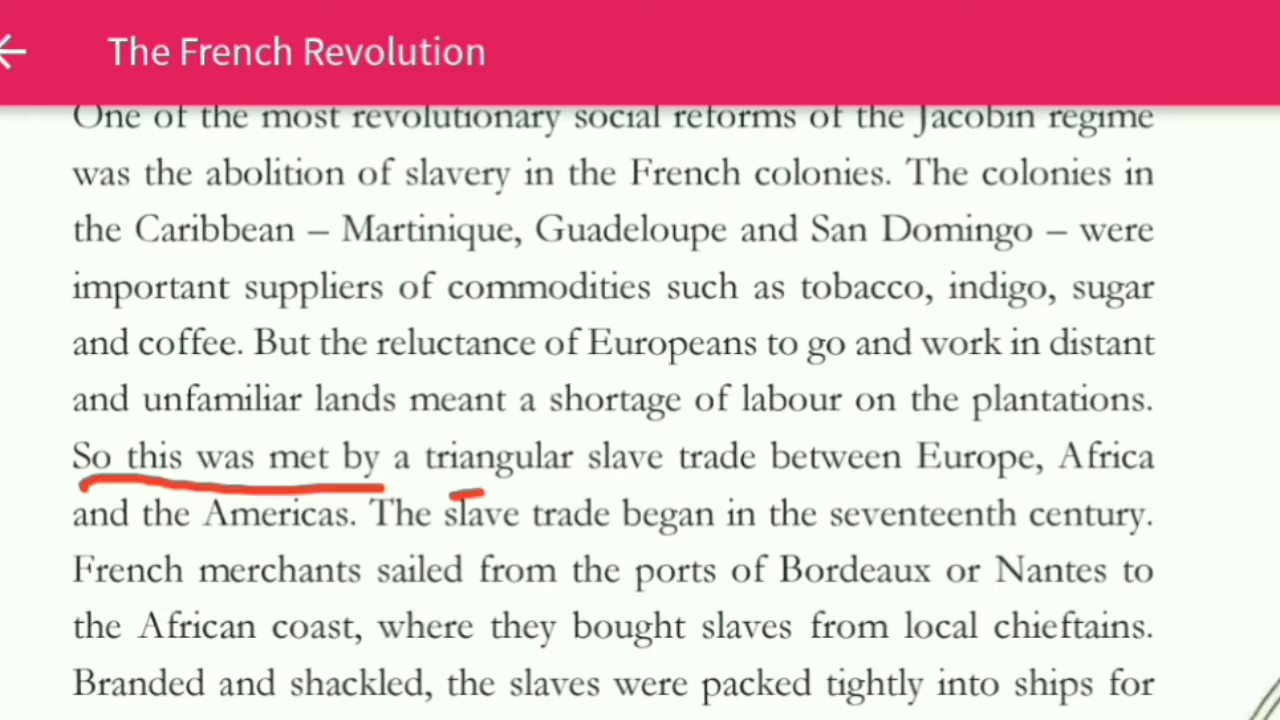 The French Revolution
One of the most revolutionary social reforms of the Jacobin regime
was the abolition of slavery in the French colonies. The colonies in
the Caribbean – Martinique, Guadeloupe and San Domingo – were
important suppliers of commodities such as tobacco, indigo, sugar
and coffee. But the reluctance of Europeans to go and work in distant
and unfamiliar lands meant a shortage of labour on the plantations.
So this was met by a triangular slave trade between Europe, Africa
and the Americas. The slave trade began in the seventeenth century.
French merchants sailed from the ports of Bordeaux or Nantes to
the African coast, where they bought slaves from local chieftains.
Branded and shackled, the slaves were packed tightly into ships for